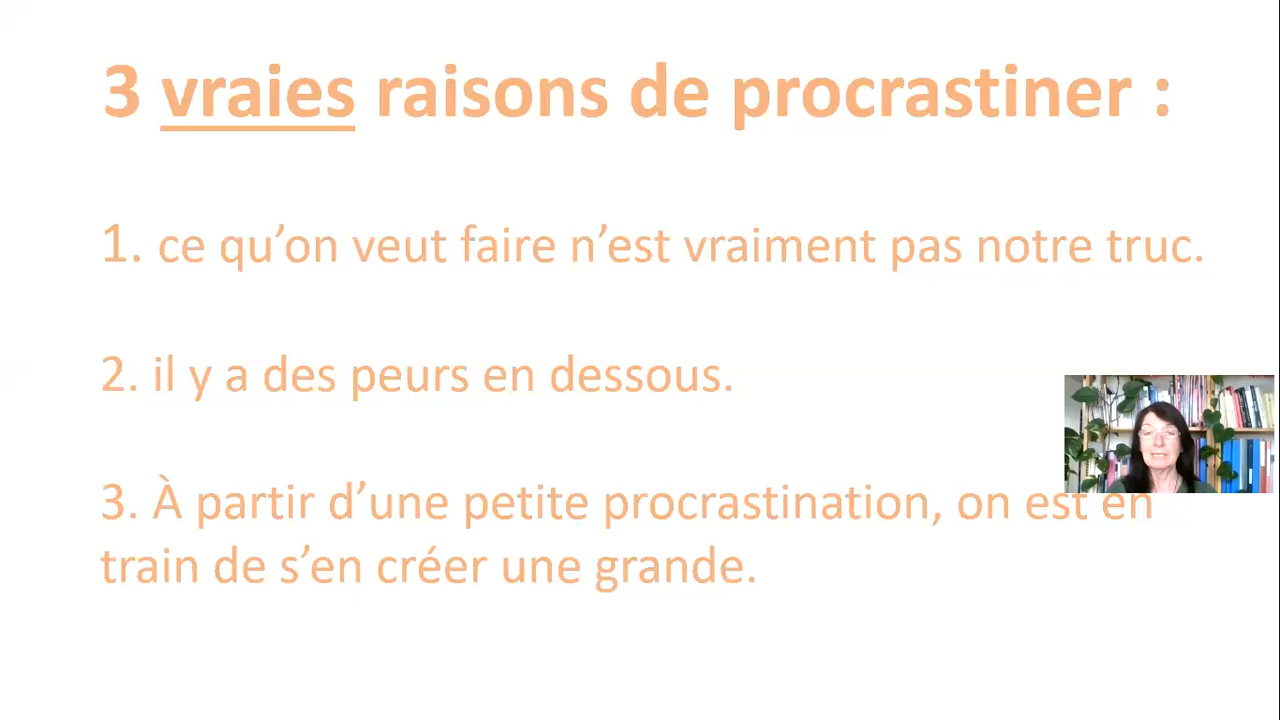 3 vraies raisons de procrastiner :
1. ce qu’on veut faire n’est vraiment pas notre truc.
2. il y a des peurs en dessous.
3. À partir d’une petite procrastination, on est en
train de s’en créer une grande.